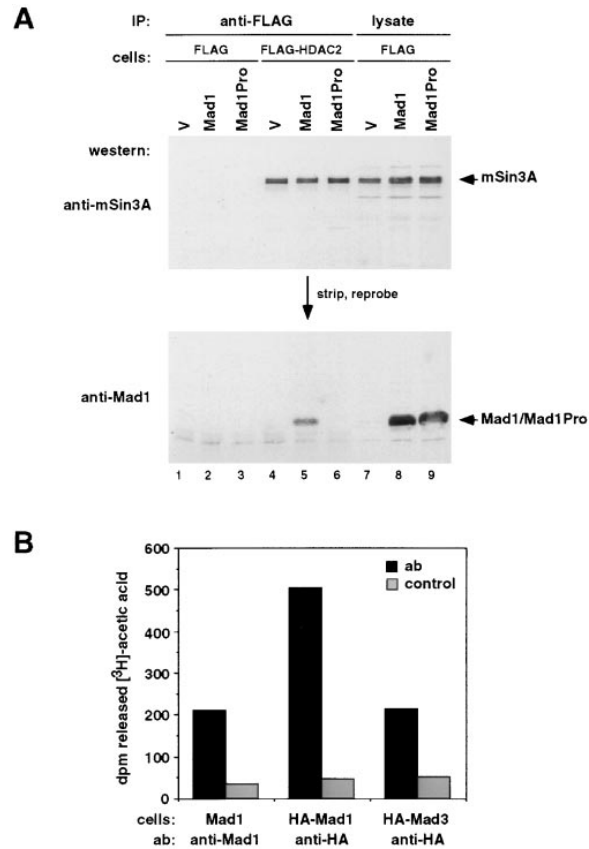 A
IP: anti-FLAG lysate
cells: FLAG FLAG-HDAC2 FLAG
V Mad1 Mad1Pro V Mad1 Mad1Pro V Mad1 Mad1Pro
western:
anti-mSin3A
mSin3A
strip, reprobe
anti-Mad1
Mad1/Mad1Pro
1 2 3 4 5 6 7 8 9
B
dpm released [³H]-acetic acid
600
500
400
300
200
100
0
ab
control
cells: Mad1 HA-Mad1 HA-Mad3
ab: anti-Mad1 anti-HA anti-HA